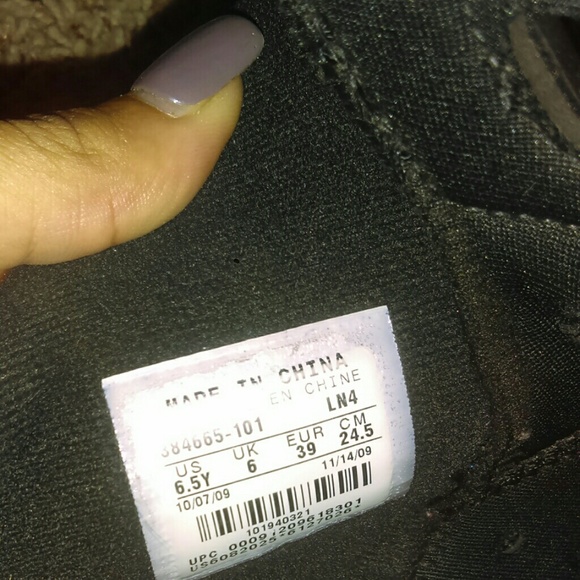 MADE IN CHINA
EN CHINE
384665-101 LN4
US UK EUR CM
6.5Y 6 39 24.5
10/07/09 11/14/09
101940321
UPC